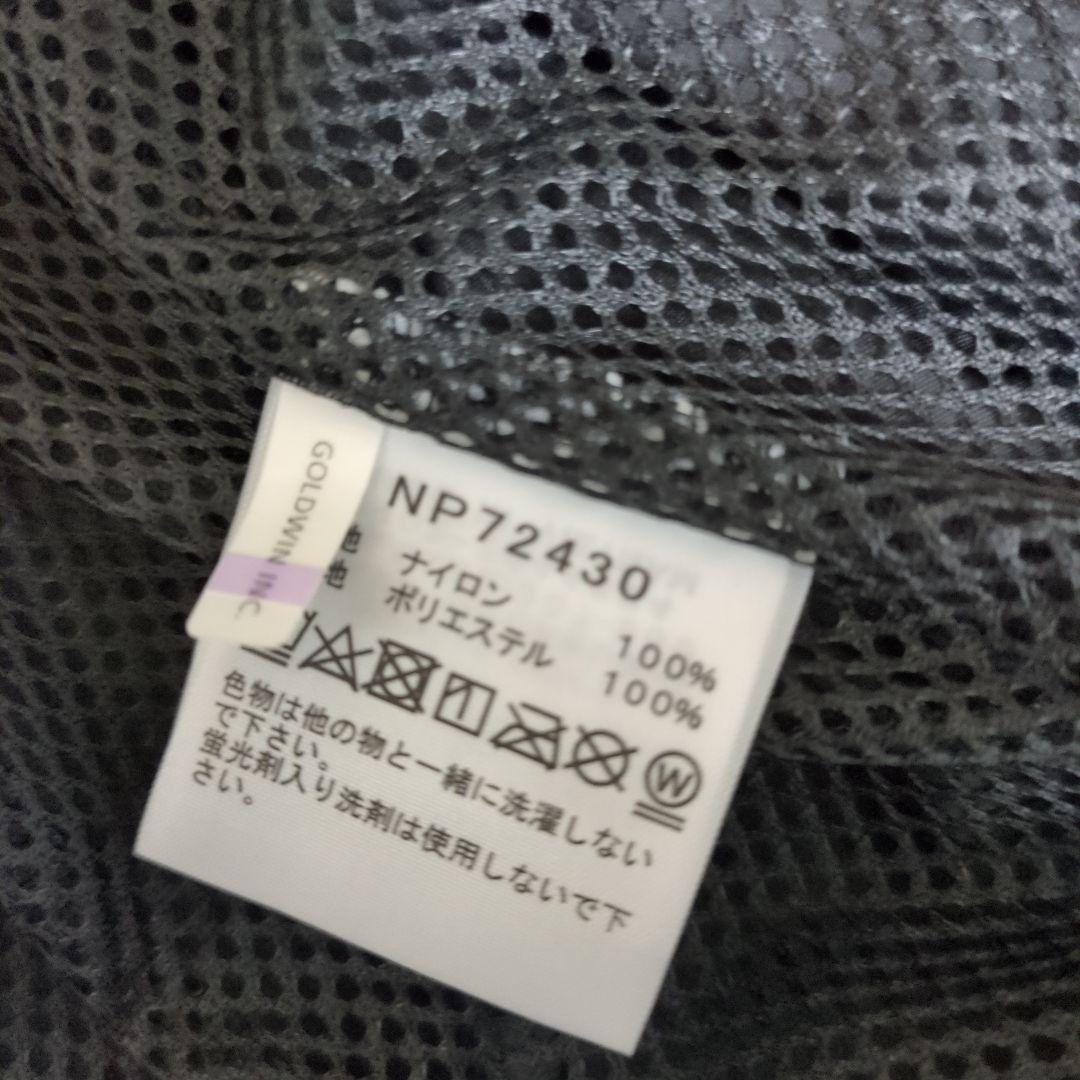 GOLDWIN INC.
NP72430
地 ナイロン 100%
地 ポリエステル 100%
W
色物は他の物と一緒に洗濯しない
で下さい。
蛍光剤入り洗剤は使用しないで下
さい。